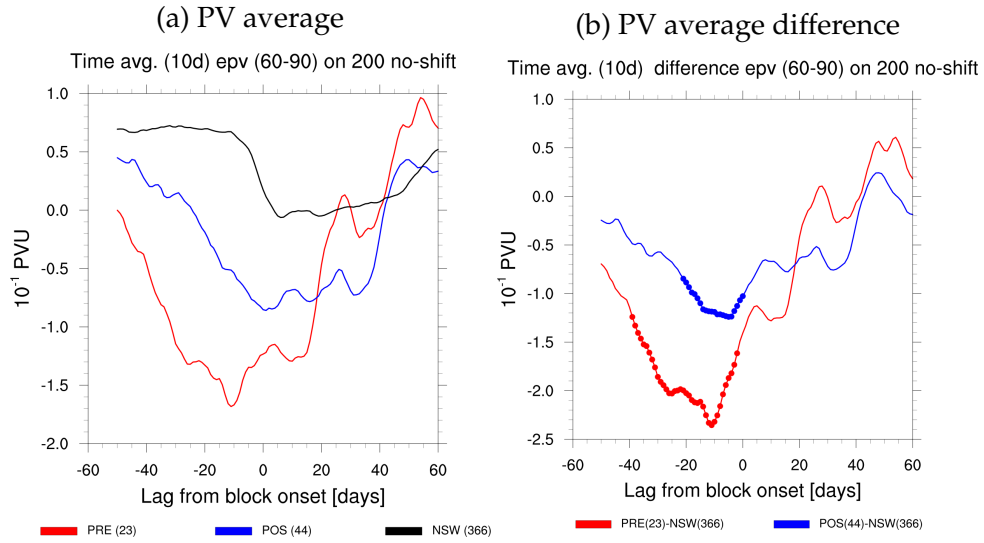 (a) PV average
Time avg. (10d) epv (60-90) on 200 no-shift
1.0
0.5
0.0
-0.5
-1.0
-1.5
-2.0
10⁻¹ PVU
-60 -40 -20 0 20 40 60
Lag from block onset [days]
PRE (23) POS (44) NSW (366)
(b) PV average difference
Time avg. (10d) difference epv (60-90) on 200 no-shift
1.0
0.5
0.0
-0.5
-1.0
-1.5
-2.0
-2.5
10⁻¹ PVU
-60 -40 -20 0 20 40 60
Lag from block onset [days]
PRE(23)-NSW(366) POS(44)-NSW(366)